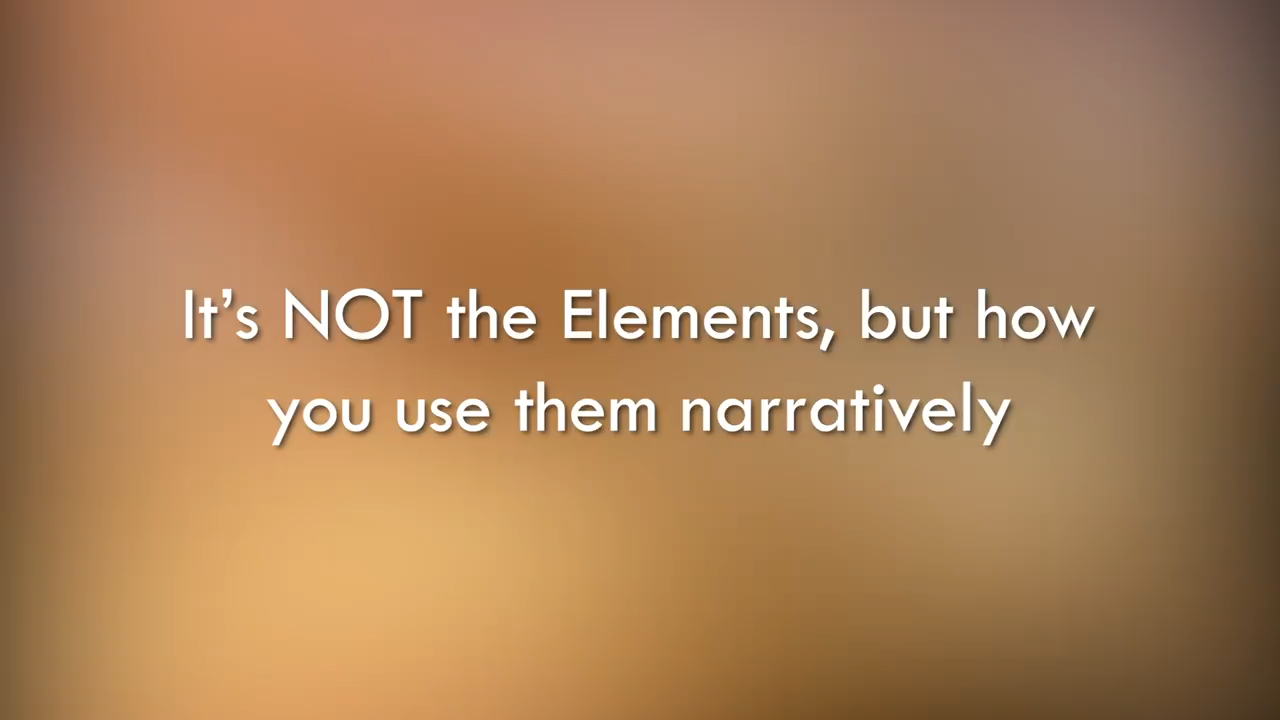 It’s NOT the Elements, but how
you use them narratively